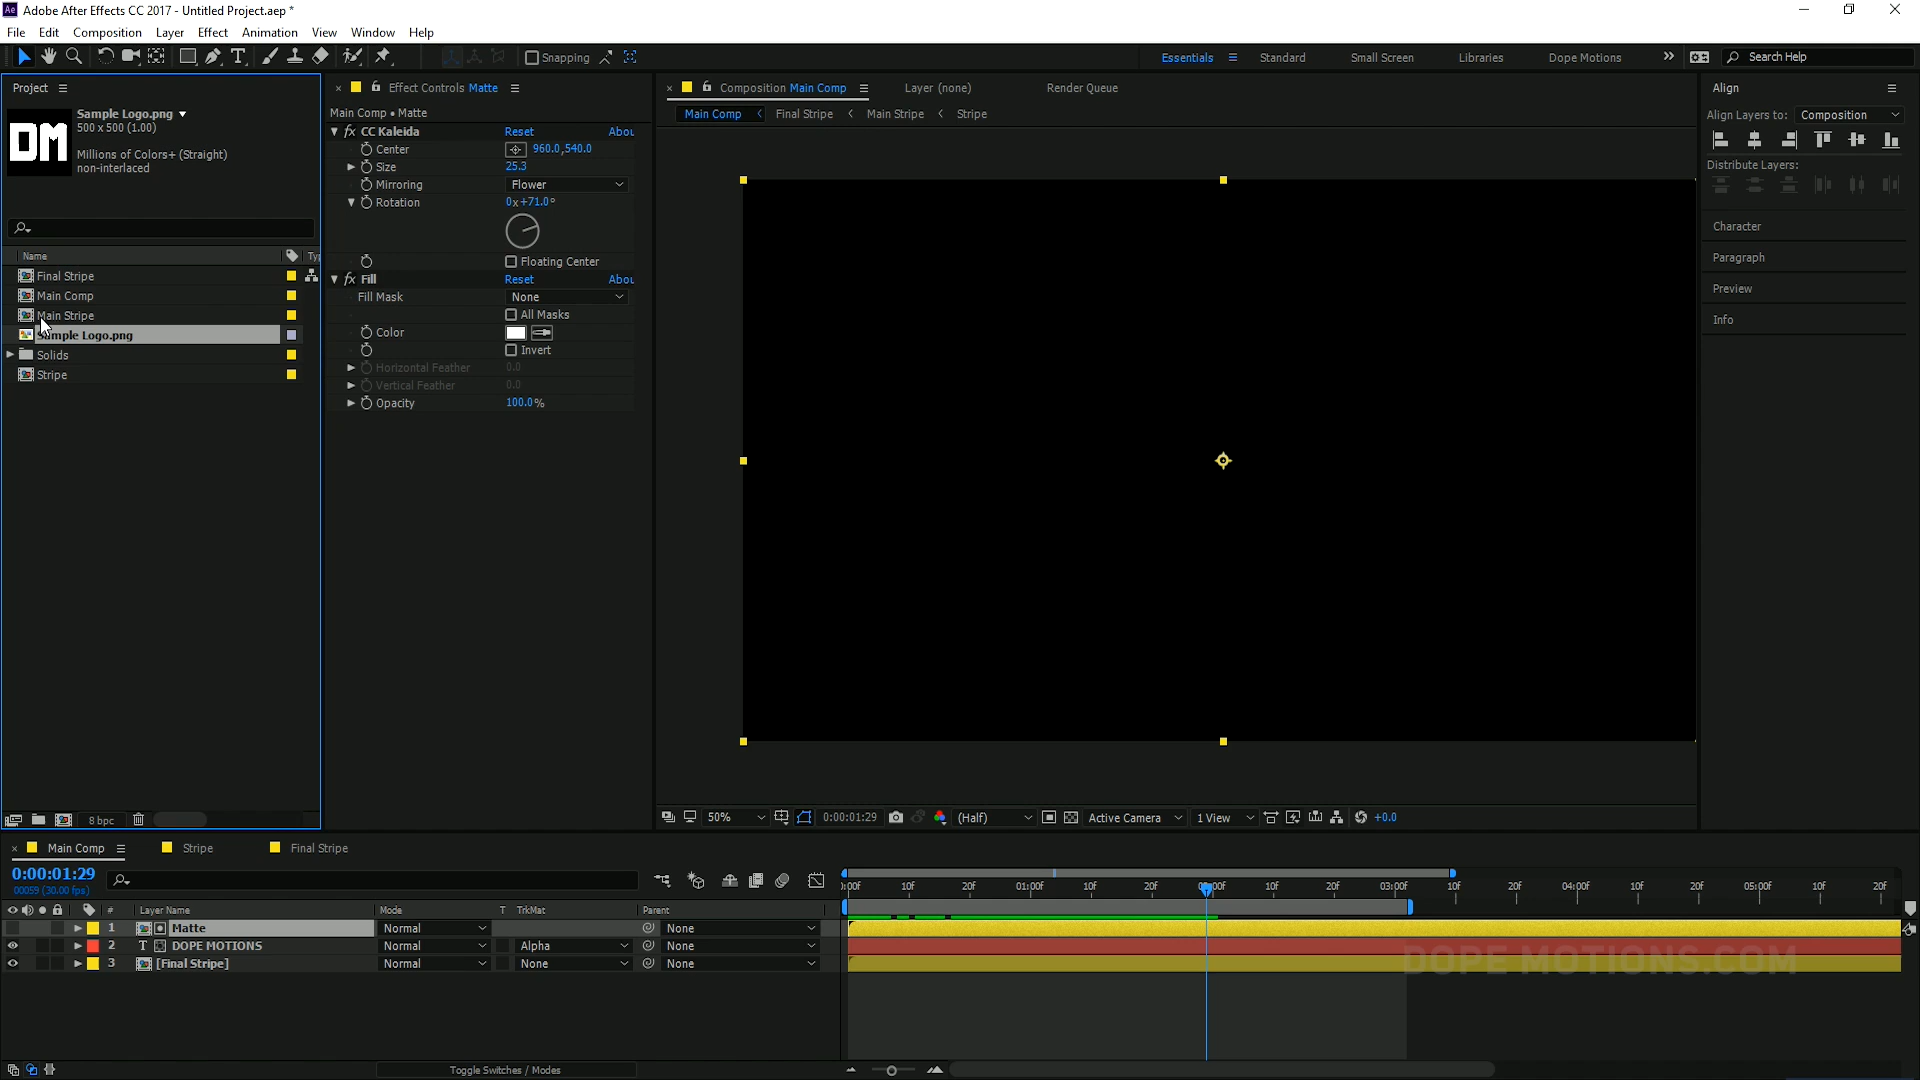 Ae Adobe After Effects CC 2017 - Untitled Project.aep *
File Edit Composition Layer Effect Animation View Window Help
Snapping Essentials Standard Small Screen Libraries Dope Motions Search Help
Project
Sample Logo.png
500 x 500 (1.00)
Millions of Colors+ (Straight)
non-interlaced
DM
Name
Final Stripe
Main Comp
Main Stripe
Sample Logo.png
Solids
Stripe
8 bpc
Effect Controls Matte
Main Comp • Matte
fx CC Kaleida Reset Abou
Center 960.0,540.0
Size 25.3
Mirroring Flower
Rotation 0x+71.0°
Floating Center
fx Fill Reset Abou
Fill Mask None
All Masks
Color
Invert
Horizontal Feather 0.0
Vertical Feather 0.0
Opacity 100.0%
Composition Main Comp Layer (none) Render Queue
Main Comp Final Stripe Main Stripe Stripe
50% 0:00:01:29 (Half) Active Camera 1 View +0.0
Align
Align Layers to: Composition
Distribute Layers:
Character
Paragraph
Preview
Info
Main Comp Stripe Final Stripe
0:00:01:29
00059 (30.00 fps)
# Layer Name Mode T TrkMat Parent
1 Matte Normal None
2 T DOPE MOTIONS Normal Alpha None
3 [Final Stripe] Normal None None
10f 20f 01:00f 10f 20f 10f 20f 03:00f 10f 20f 04:00f 10f 20f 05:00f 10f 20f
DOPE MOTIONS.COM
Toggle Switches / Modes